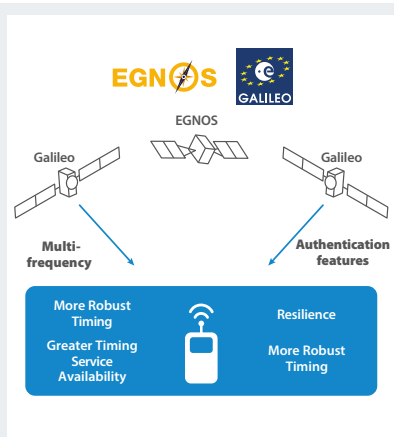 EGNOS
GALILEO
EGNOS
Galileo
Galileo
Multi-
frequency
Authentication
features
More Robust
Timing
Greater Timing
Service
Availability
Resilience
More Robust
Timing